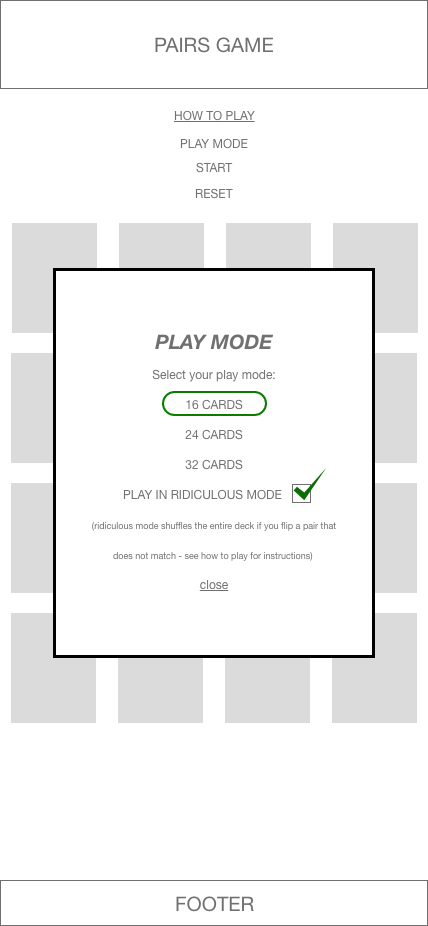 PAIRS GAME
HOW TO PLAY
PLAY MODE
START
RESET
PLAY MODE
Select your play mode:
16 CARDS
24 CARDS
32 CARDS
PLAY IN RIDICULOUS MODE
(ridiculous mode shuffles the entire deck if you flip a pair that
does not match - see how to play for instructions)
close
FOOTER